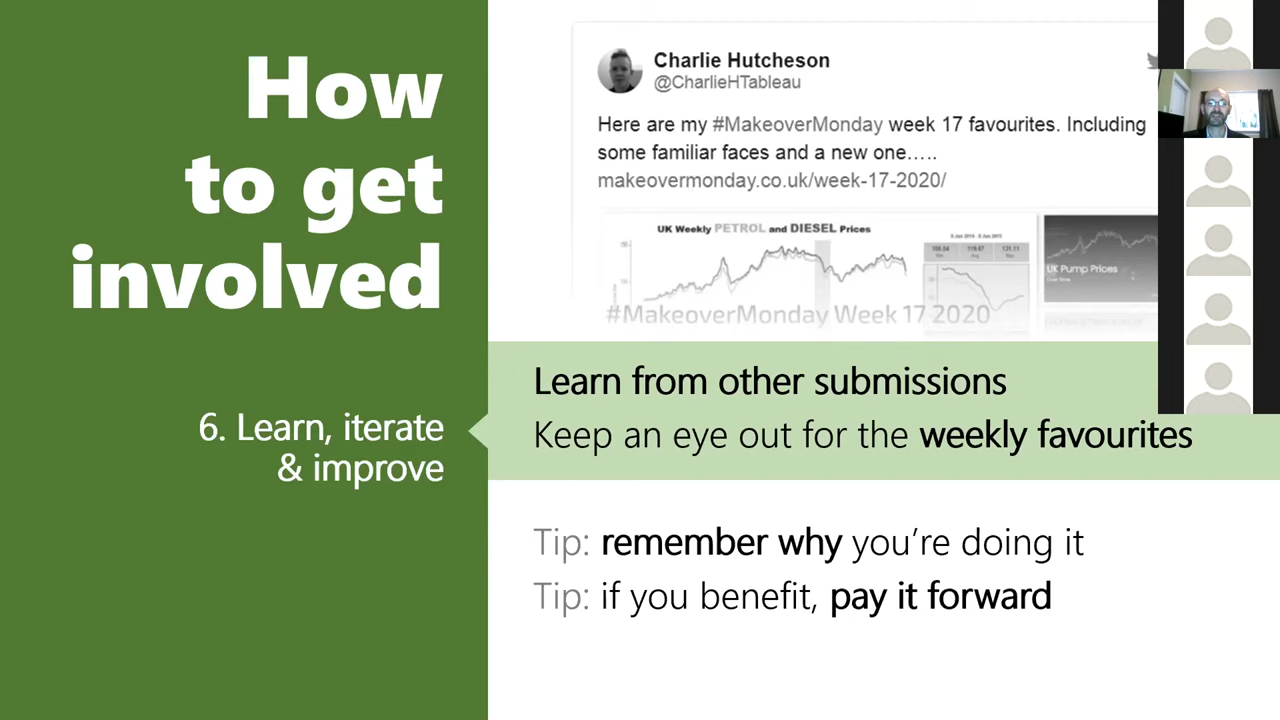 How
to get
involved
6. Learn, iterate
& improve
Charlie Hutcheson
@CharlieHTableau
Here are my #MakeoverMonday week 17 favourites. Including
some familiar faces and a new one…..
makeovermonday.co.uk/week-17-2020/
UK Weekly PETROL and DIESEL Prices
UK Pump Prices
#MakeoverMonday Week 17 2020
Learn from other submissions
Keep an eye out for the weekly favourites
Tip: remember why you’re doing it
Tip: if you benefit, pay it forward